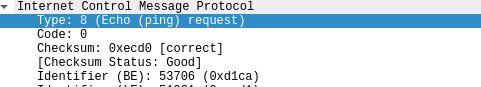 Internet Control Message Protocol
Type: 8 (Echo (ping) request)
Code: 0
Checksum: 0xecd0 [correct]
[Checksum Status: Good]
Identifier (BE): 53706 (0xd1ca)